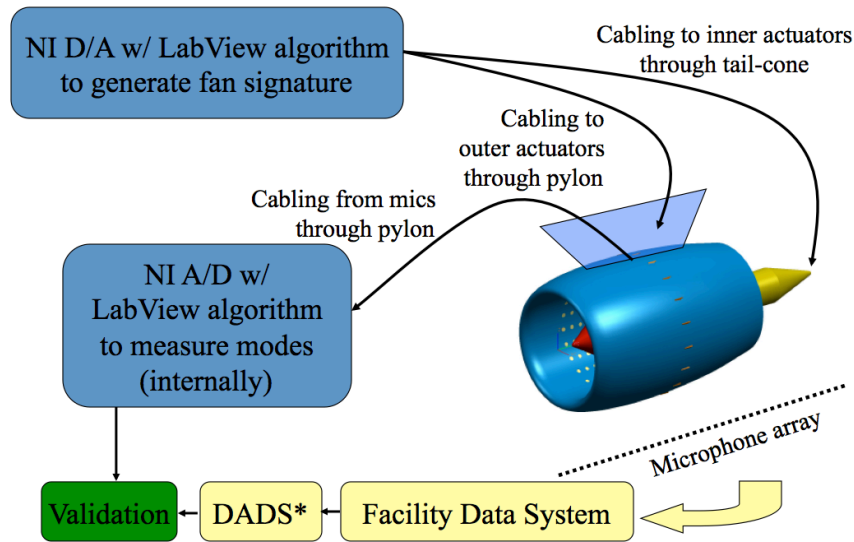 NI D/A w/ LabView algorithm
to generate fan signature
Cabling to inner actuators
through tail-cone
Cabling to
outer actuators
through pylon
Cabling from mics
through pylon
NI A/D w/
LabView algorithm
to measure modes
(internally)
Microphone array
Validation
DADS*
Facility Data System